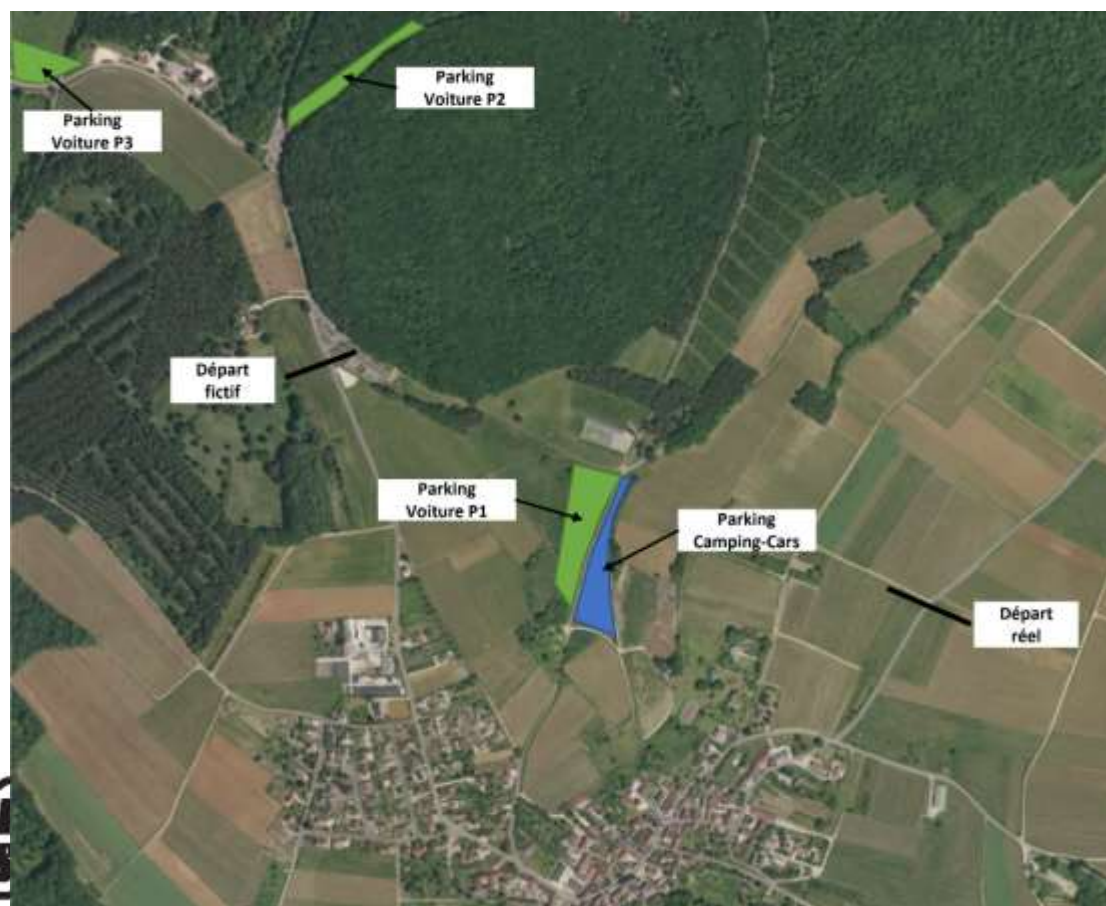 Parking
Voiture P2
Parking
Voiture P3
Départ
fictif
Parking
Voiture P1
Parking
Camping-Cars
Départ
réel